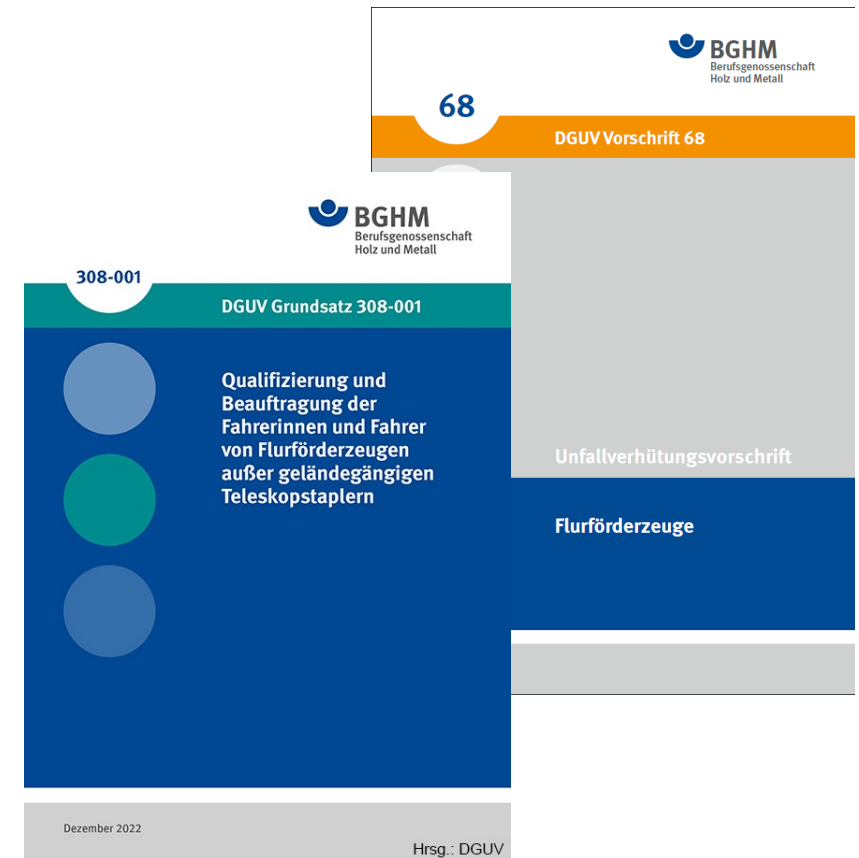 BGHM
Berufsgenossenschaft
Holz und Metall
68
DGUV Vorschrift 68
Unfallverhütungsvorschrift
Flurförderzeuge
BGHM
Berufsgenossenschaft
Holz und Metall
308-001
DGUV Grundsatz 308-001
Qualifizierung und
Beauftragung der
Fahrerinnen und Fahrer
von Flurförderzeugen
außer geländegängigen
Teleskopstaplern
Dezember 2022
Hrsg.: DGUV